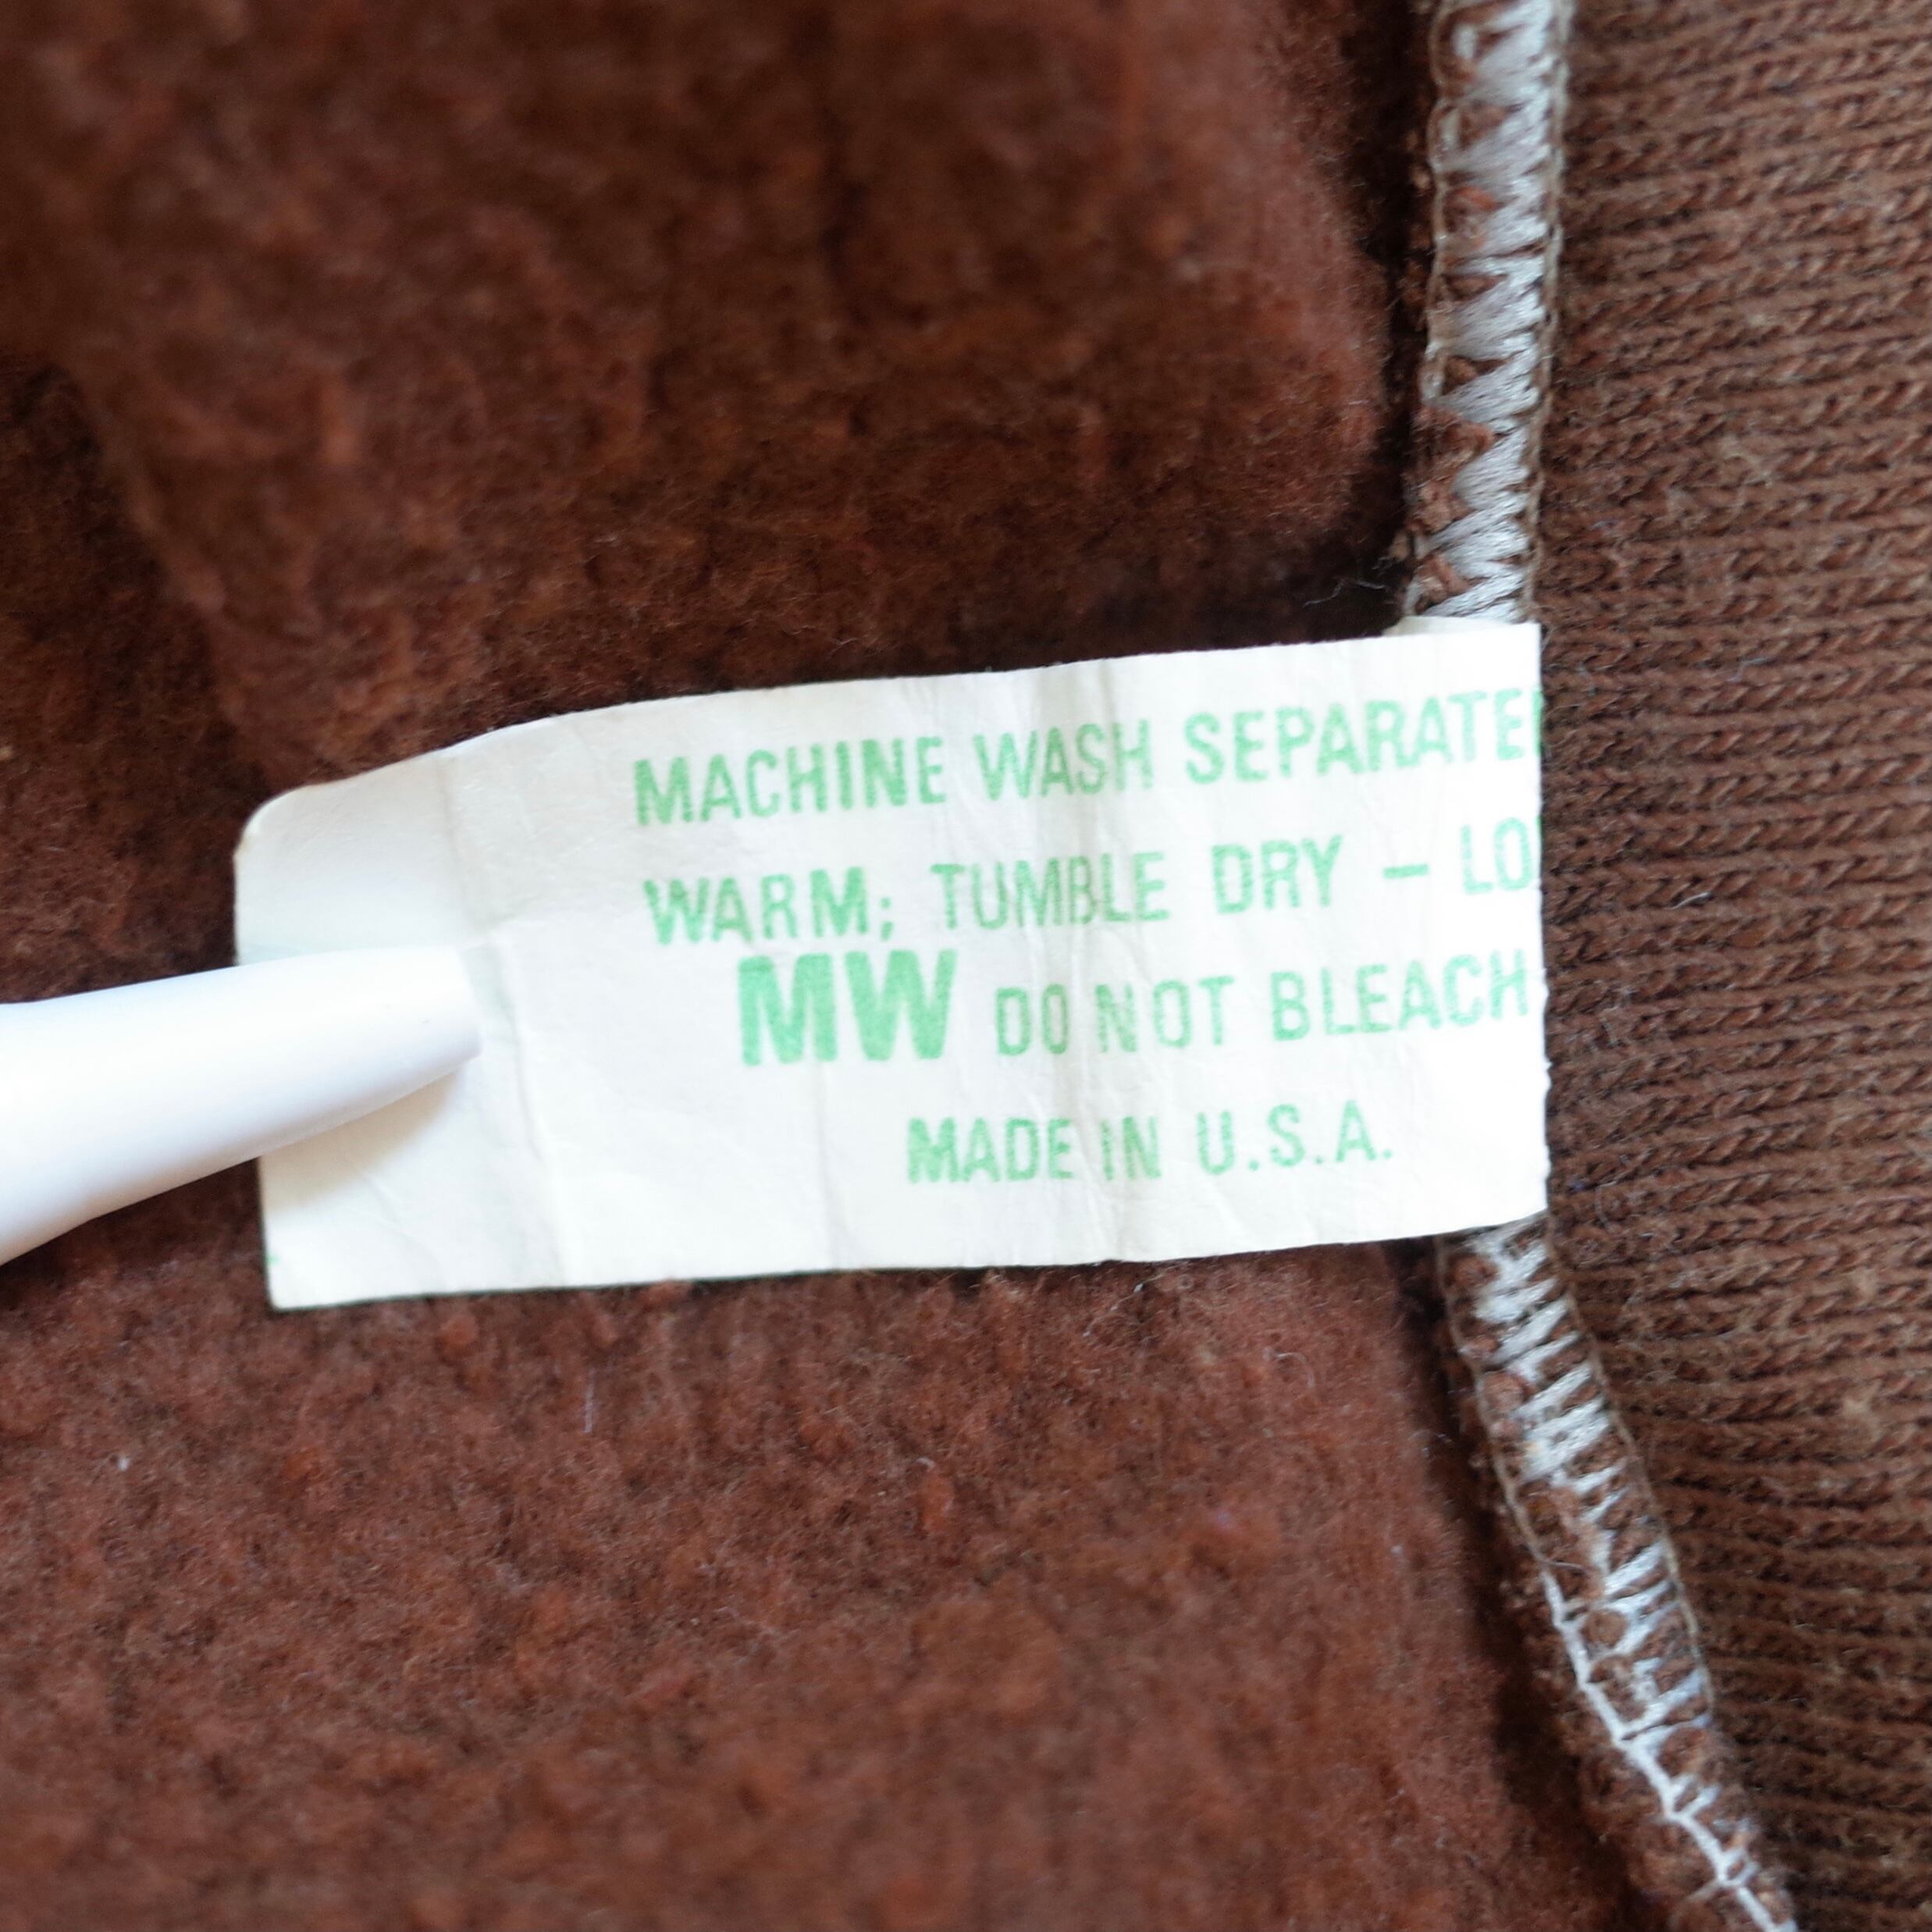 MACHINE WASH SEPARATE
WARM; TUMBLE DRY – LO
MW DO NOT BLEACH
MADE IN U.S.A.